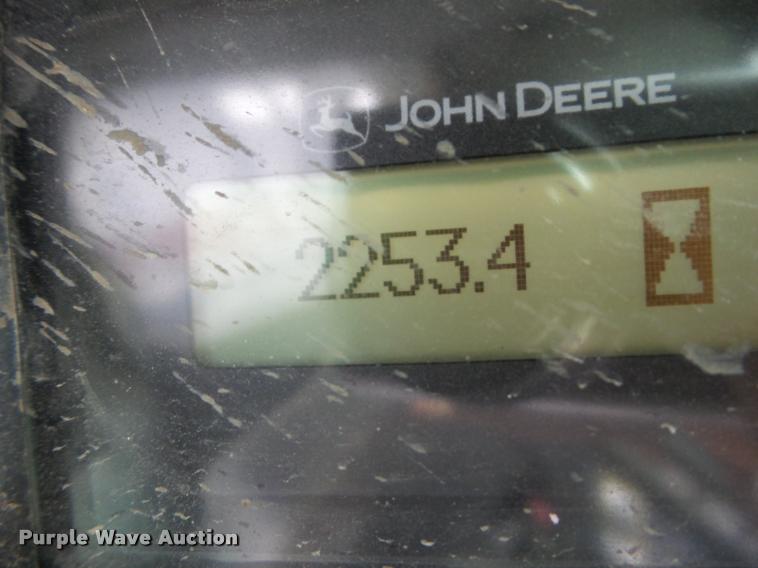 JOHN DEERE
2253.4
Purple Wave Auction